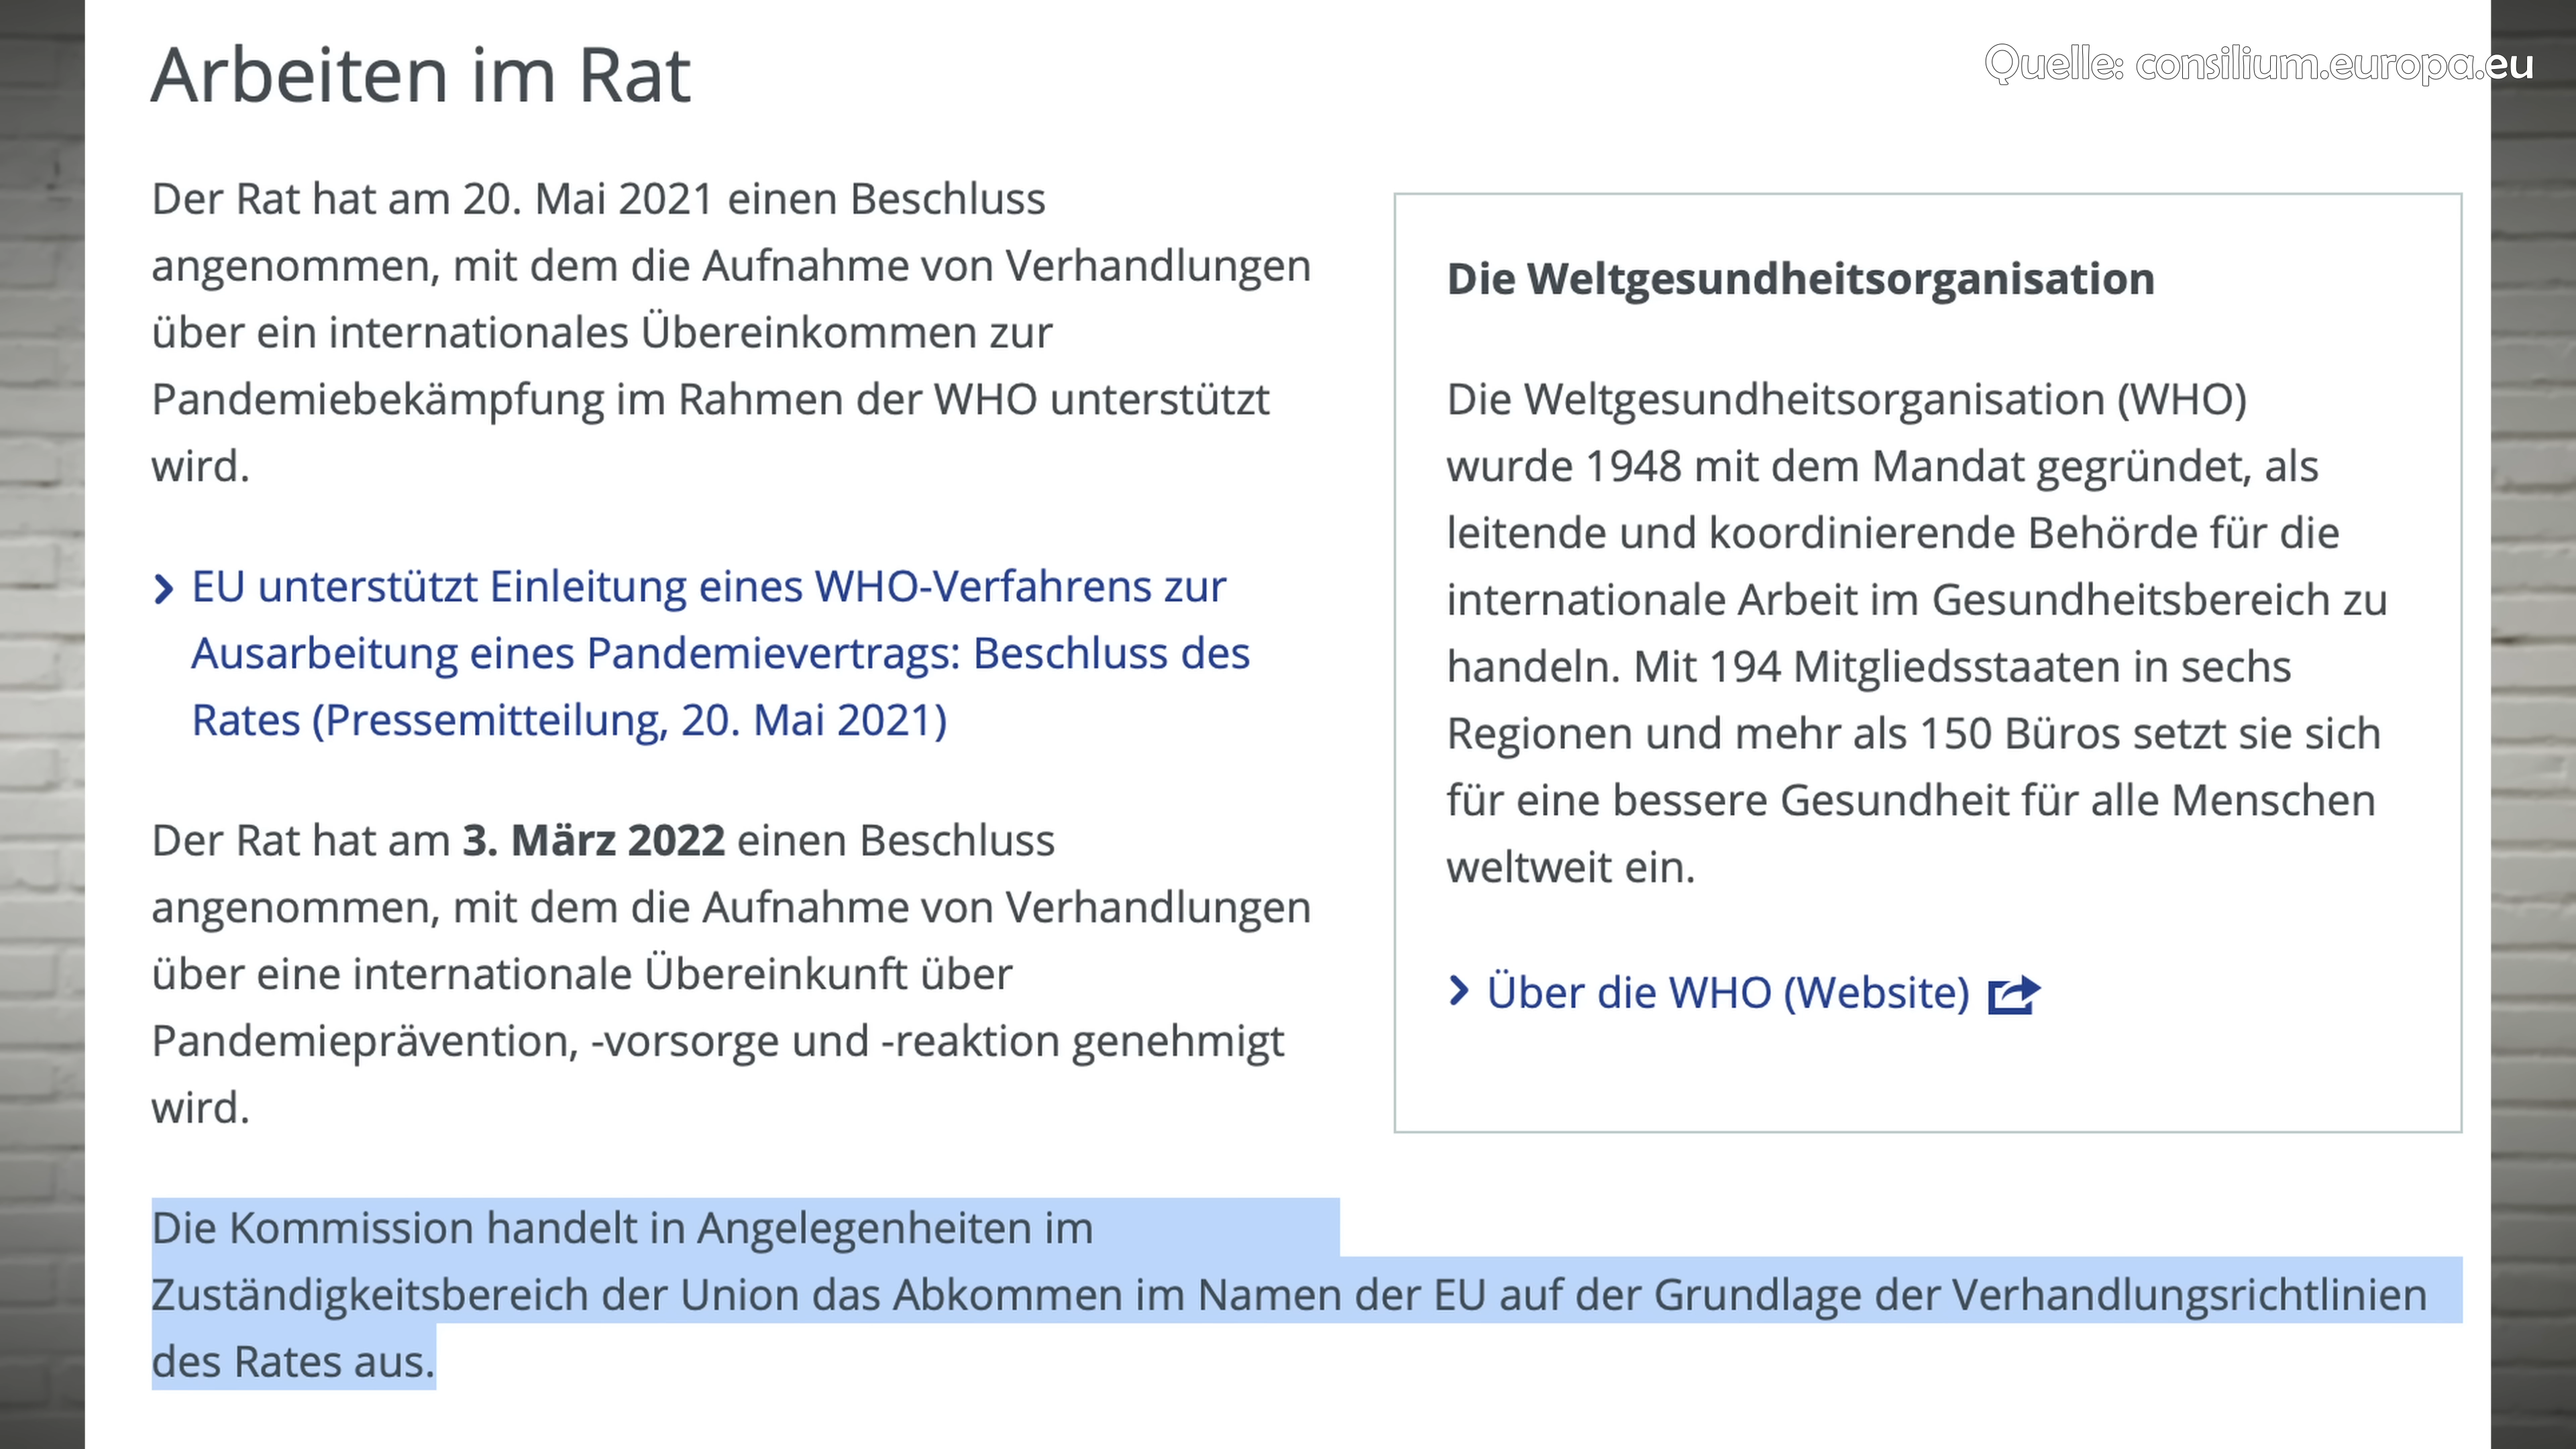 Arbeiten im Rat
Quelle: consilium.europa.eu
Der Rat hat am 20. Mai 2021 einen Beschluss
angenommen, mit dem die Aufnahme von Verhandlungen
über ein internationales Übereinkommen zur
Pandemiebekämpfung im Rahmen der WHO unterstützt
wird.
EU unterstützt Einleitung eines WHO-Verfahrens zur
Ausarbeitung eines Pandemievertrags: Beschluss des
Rates (Pressemitteilung, 20. Mai 2021)
Der Rat hat am 3. März 2022 einen Beschluss
angenommen, mit dem die Aufnahme von Verhandlungen
über eine internationale Übereinkunft über
Pandemieprävention, -vorsorge und -reaktion genehmigt
wird.
Die Weltgesundheitsorganisation
Die Weltgesundheitsorganisation (WHO)
wurde 1948 mit dem Mandat gegründet, als
leitende und koordinierende Behörde für die
internationale Arbeit im Gesundheitsbereich zu
handeln. Mit 194 Mitgliedsstaaten in sechs
Regionen und mehr als 150 Büros setzt sie sich
für eine bessere Gesundheit für alle Menschen
weltweit ein.
Über die WHO (Website)
Die Kommission handelt in Angelegenheiten im
Zuständigkeitsbereich der Union das Abkommen im Namen der EU auf der Grundlage der Verhandlungsrichtlinien
des Rates aus.